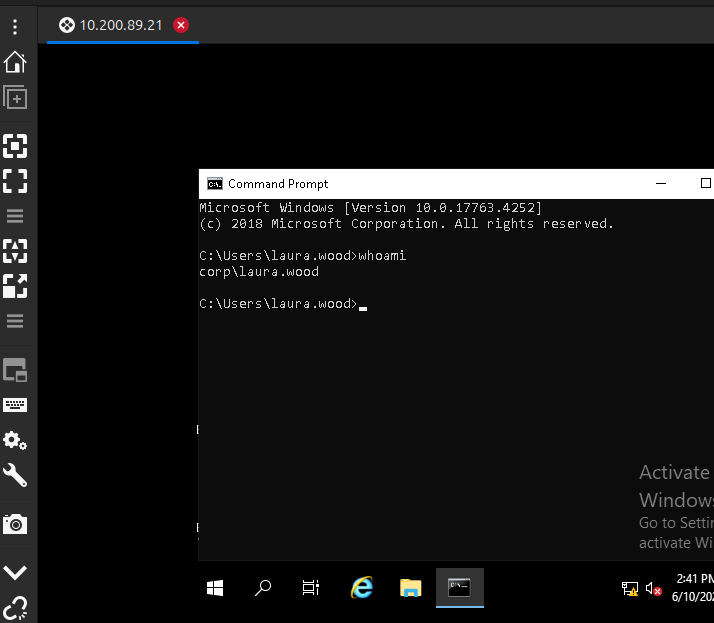 10.200.89.21
Command Prompt
Microsoft Windows [Version 10.0.17763.4252]
(c) 2018 Microsoft Corporation. All rights reserved.
C:\Users\laura.wood>whoami
corp\laura.wood
C:\Users\laura.wood>
Activate
Windows
Go to Settin
activate Wi
2:41 PM
6/10/202